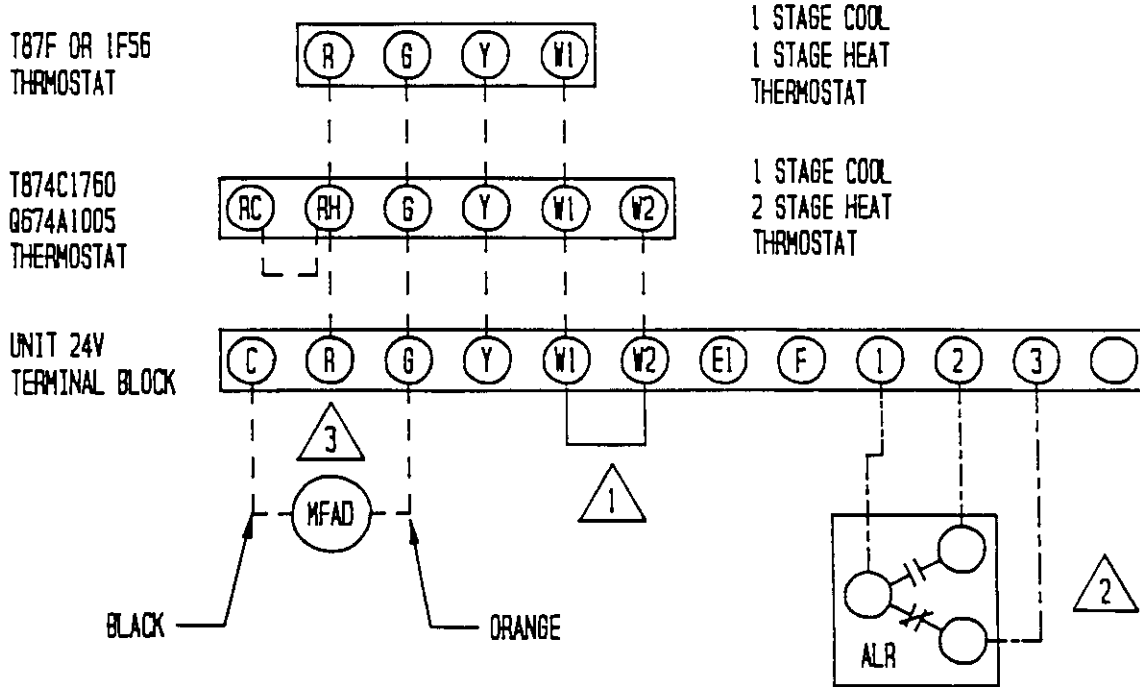 T87F OR 1F56
THRMOSTAT
R G Y W1
1 STAGE COOL
1 STAGE HEAT
THERMOSTAT
T874C1760
Q674A1005
THERMOSTAT
RC RH G Y W1 W2
1 STAGE COOL
2 STAGE HEAT
THRMOSTAT
UNIT 24V
TERMINAL BLOCK
C R G Y W1 W2 E1 F 1 2 3
3
1
MFAD
2
BLACK
ORANGE
ALR